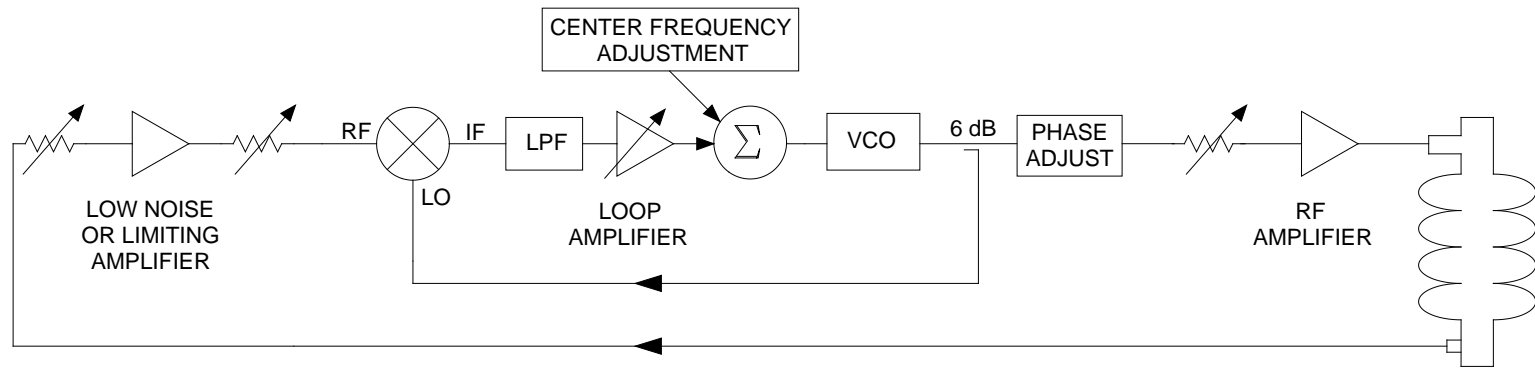 CENTER FREQUENCY
ADJUSTMENT
RF
IF
LPF
Σ
VCO
6 dB
PHASE
ADJUST
LO
LOW NOISE
OR LIMITING
AMPLIFIER
LOOP
AMPLIFIER
RF
AMPLIFIER